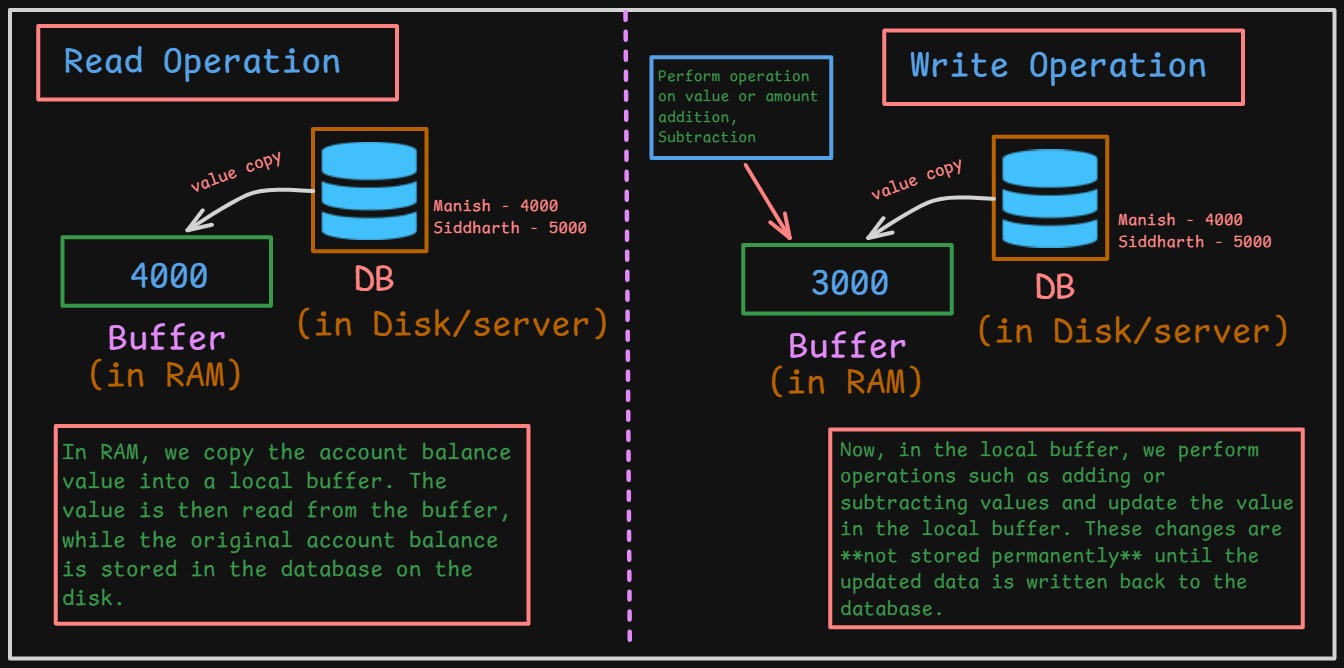 Read Operation
value copy
Manish - 4000
Siddharth - 5000
4000
DB
(in Disk/server)
Buffer
(in RAM)
In RAM, we copy the account balance
value into a local buffer. The
value is then read from the buffer,
while the original account balance
is stored in the database on the
disk.
Write Operation
Perform operation
on value or amount
addition,
Subtraction
value copy
Manish - 4000
Siddharth - 5000
3000
DB
(in Disk/server)
Buffer
(in RAM)
Now, in the local buffer, we perform
operations such as adding or
subtracting values and update the value
in the local buffer. These changes are
**not stored permanently** until the
updated data is written back to the
database.